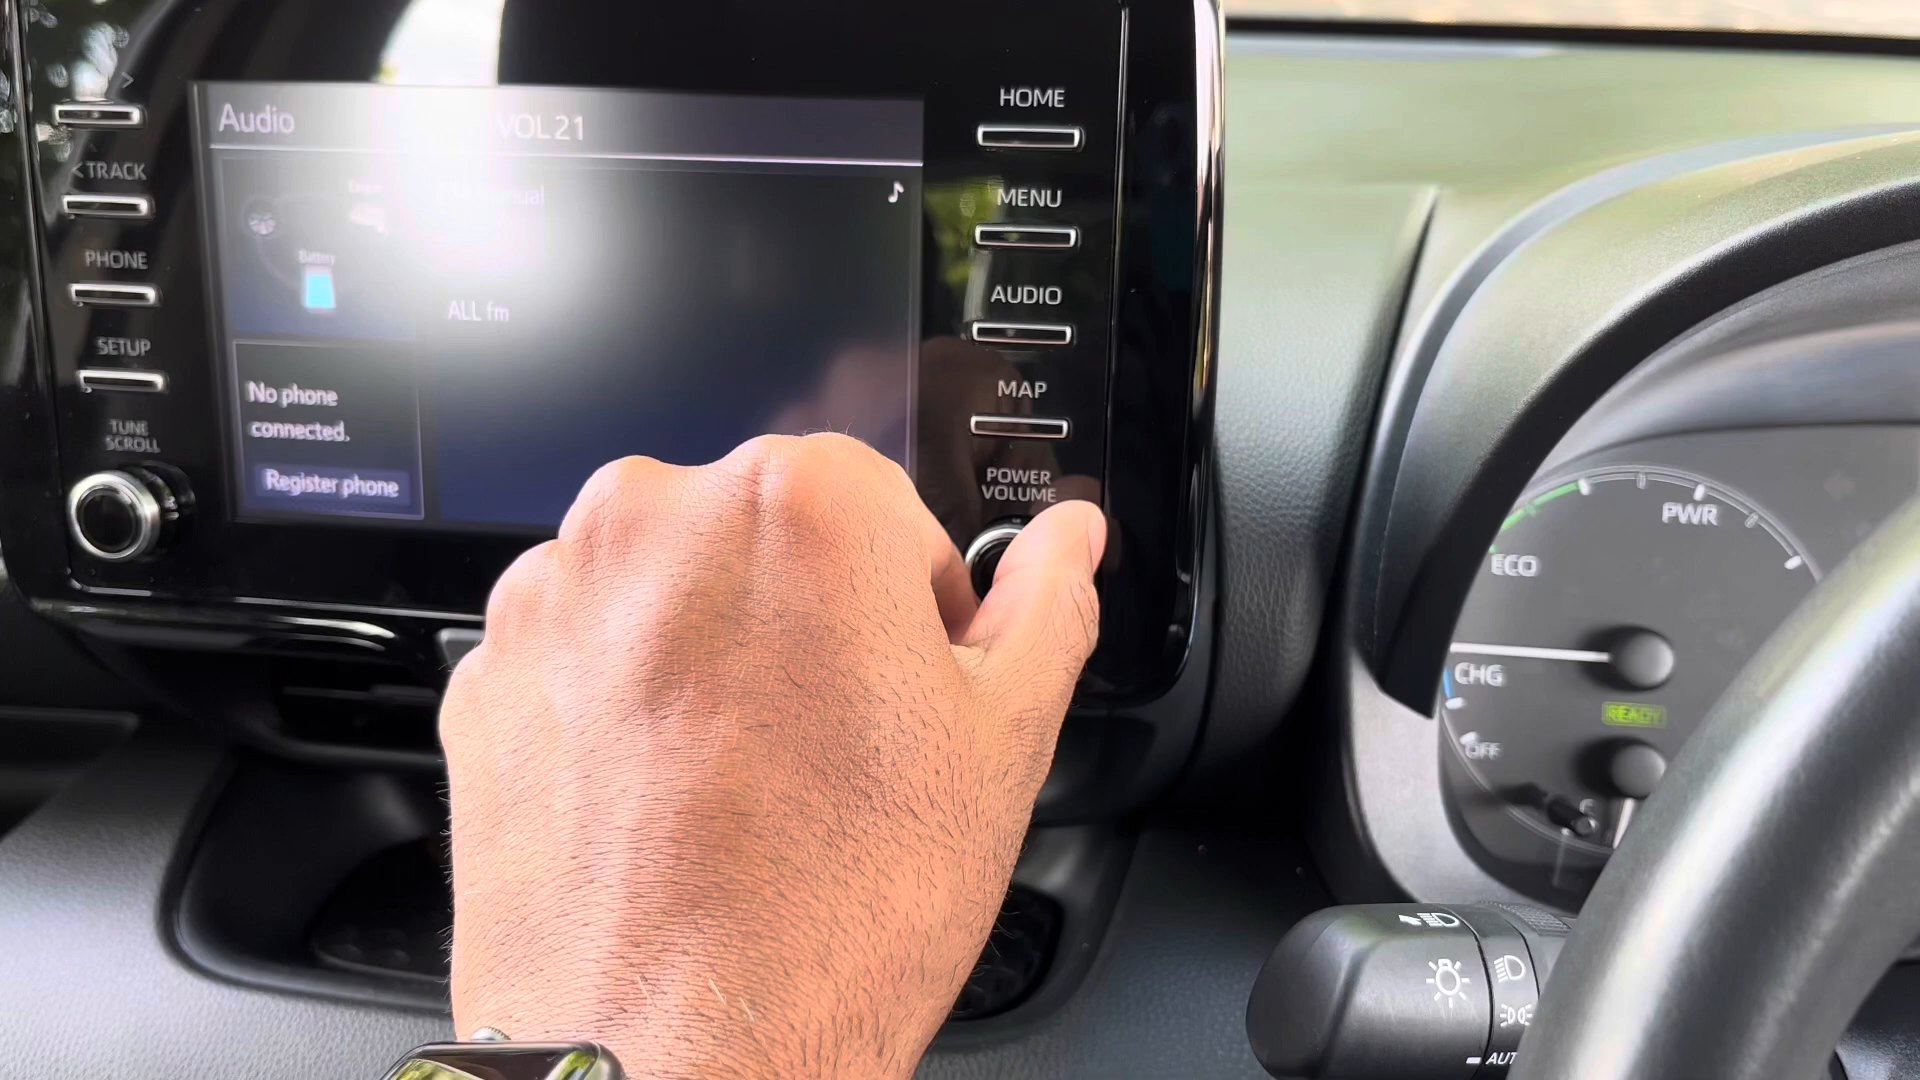 >
<TRACK
PHONE
SETUP
TUNE
SCROLL
Audio
VOL 21
Battery
ALL fm
No phone
connected.
Register phone
HOME
MENU
AUDIO
MAP
POWER
VOLUME
PWR
ECO
CHG
READY
OFF